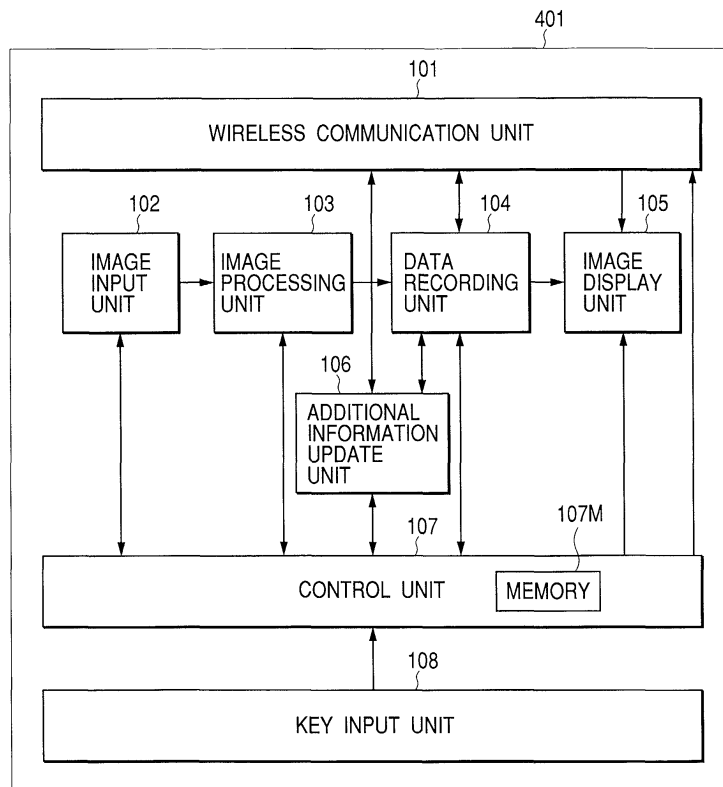 401
101
WIRELESS COMMUNICATION UNIT
102
103
104
105
IMAGE
INPUT
UNIT
IMAGE
PROCESSING
UNIT
DATA
RECORDING
UNIT
IMAGE
DISPLAY
UNIT
106
ADDITIONAL
INFORMATION
UPDATE
UNIT
107
107M
CONTROL UNIT
MEMORY
108
KEY INPUT UNIT